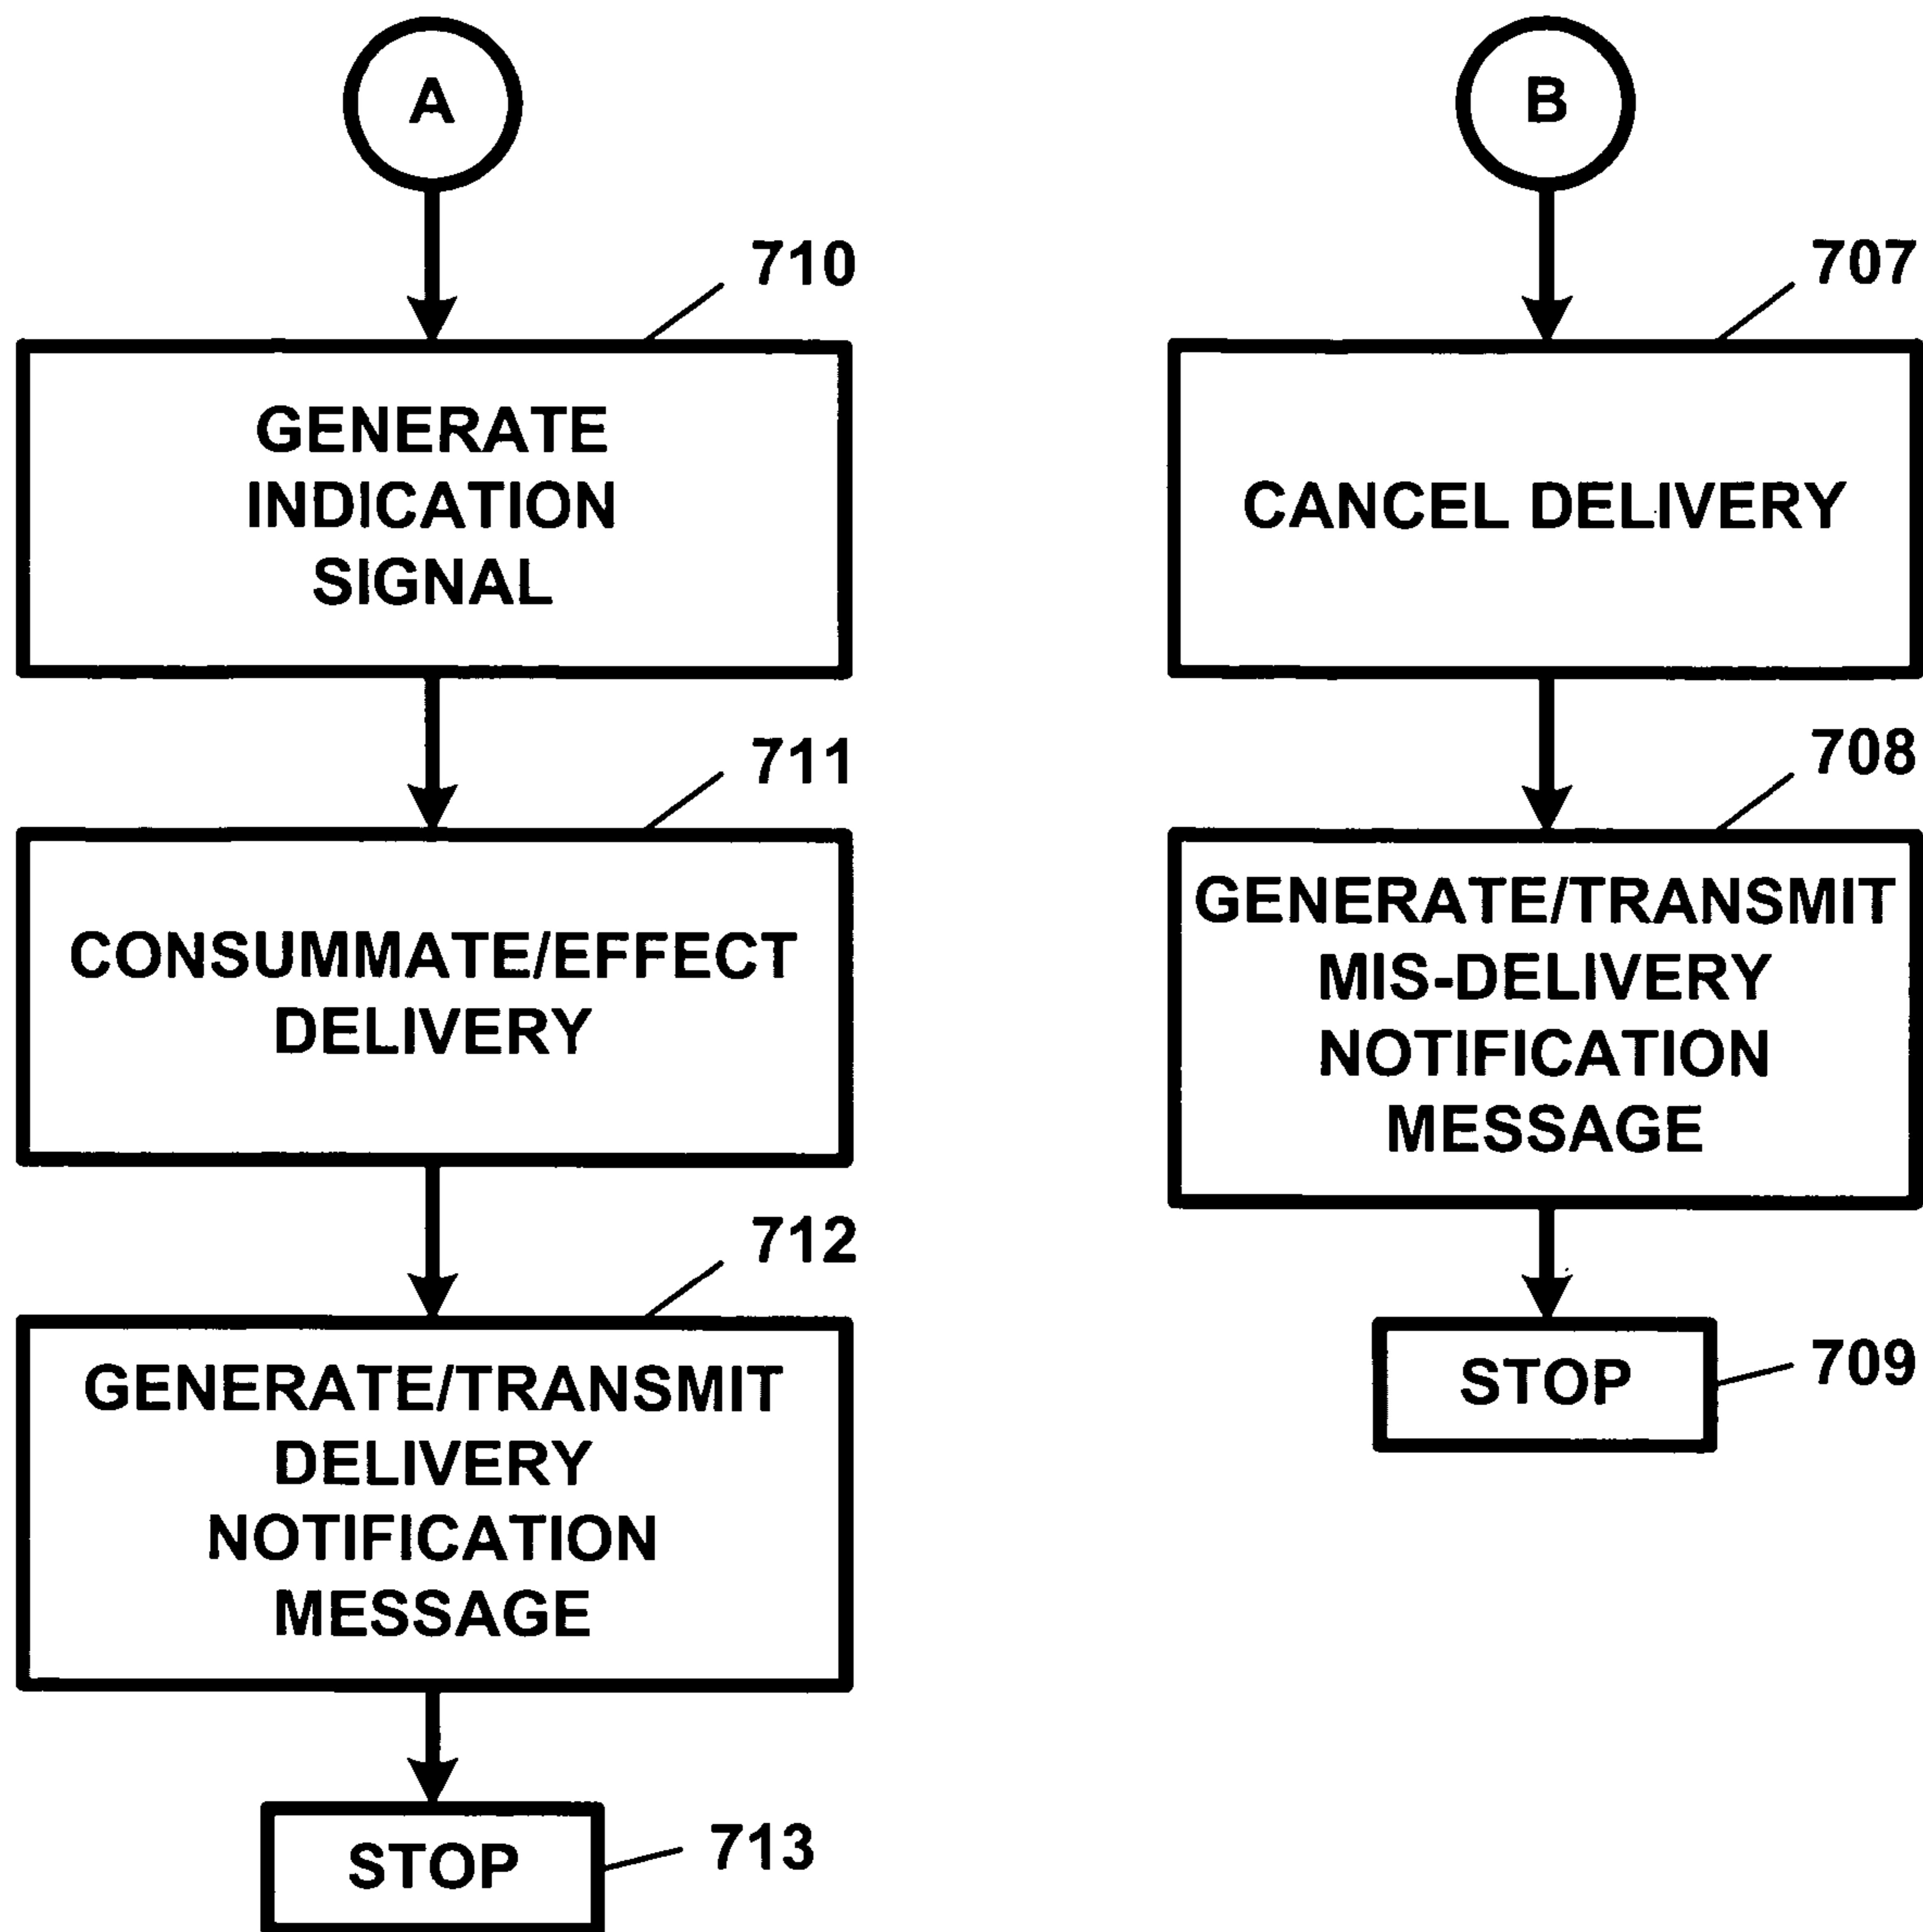 A
710
GENERATE
INDICATION
SIGNAL
711
CONSUMMATE/EFFECT
DELIVERY
712
GENERATE/TRANSMIT
DELIVERY
NOTIFICATION
MESSAGE
STOP
713
B
707
CANCEL DELIVERY
708
GENERATE/TRANSMIT
MIS-DELIVERY
NOTIFICATION
MESSAGE
STOP
709